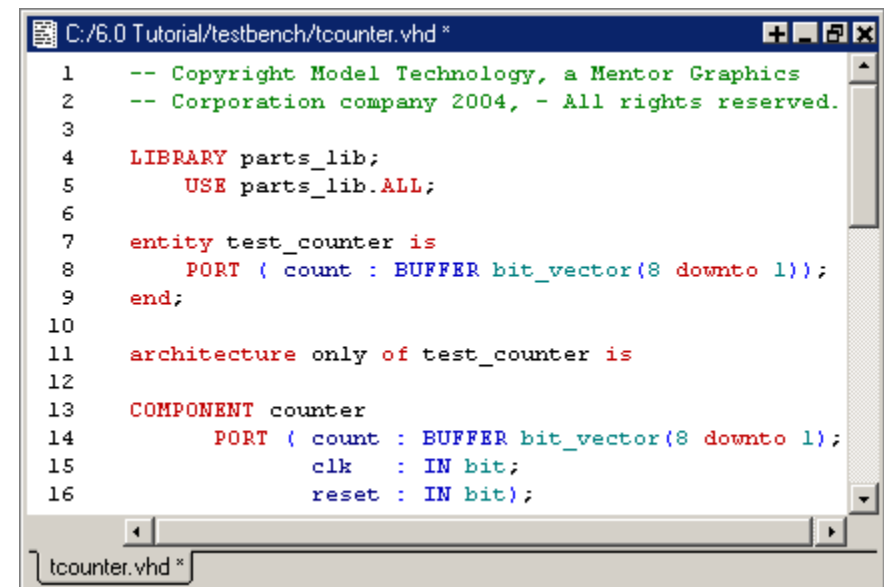 C:/6.0 Tutorial/testbench/tcounter.vhd *
1 -- Copyright Model Technology, a Mentor Graphics
2 -- Corporation company 2004, - All rights reserved.
3
4 LIBRARY parts_lib;
5     USE parts_lib.ALL;
6
7 entity test_counter is
8     PORT ( count : BUFFER bit_vector(8 downto 1));
9 end;
10
11 architecture only of test_counter is
12
13 COMPONENT counter
14       PORT ( count : BUFFER bit_vector(8 downto 1);
15              clk   : IN bit;
16              reset : IN bit);
tcounter.vhd *